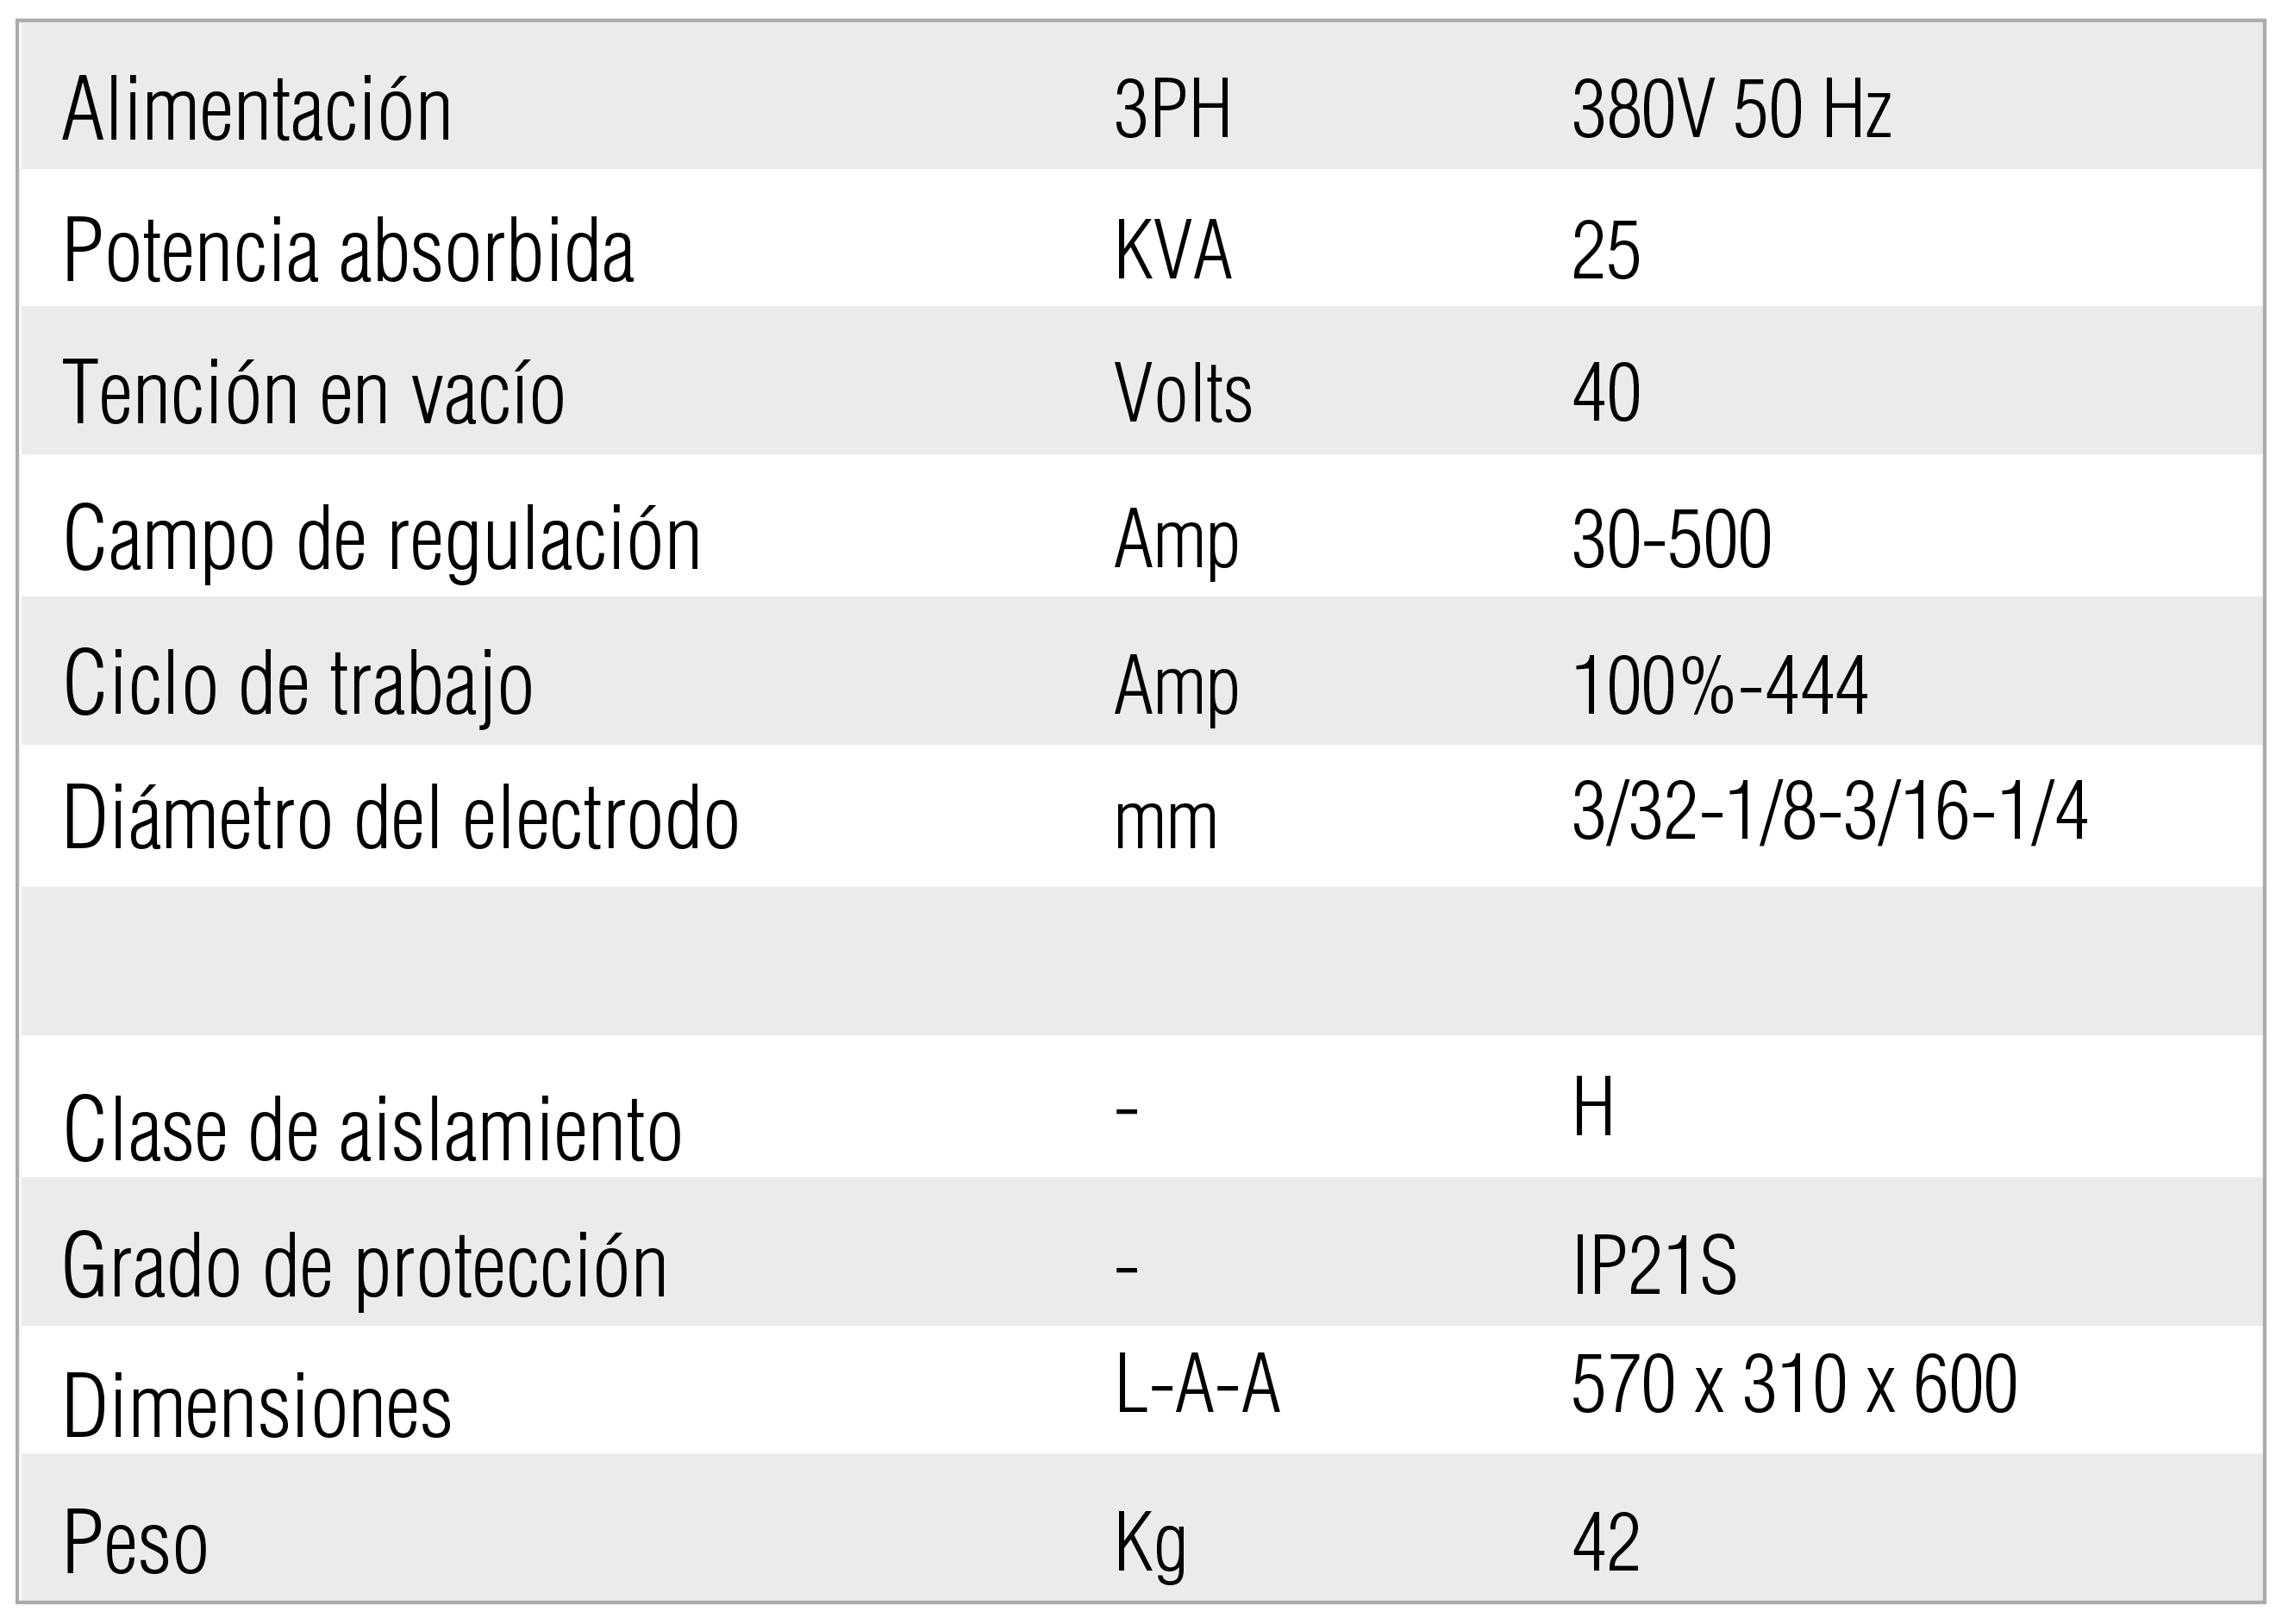 Alimentación 3PH 380V 50 Hz
Potencia absorbida KVA 25
Tención en vacío Volts 40
Campo de regulación Amp 30-500
Ciclo de trabajo Amp 100%-444
Diámetro del electrodo mm 3/32-1/8-3/16-1/4
Clase de aislamiento - H
Grado de protección - IP21S
Dimensiones L-A-A 570 x 310 x 600
Peso Kg 42